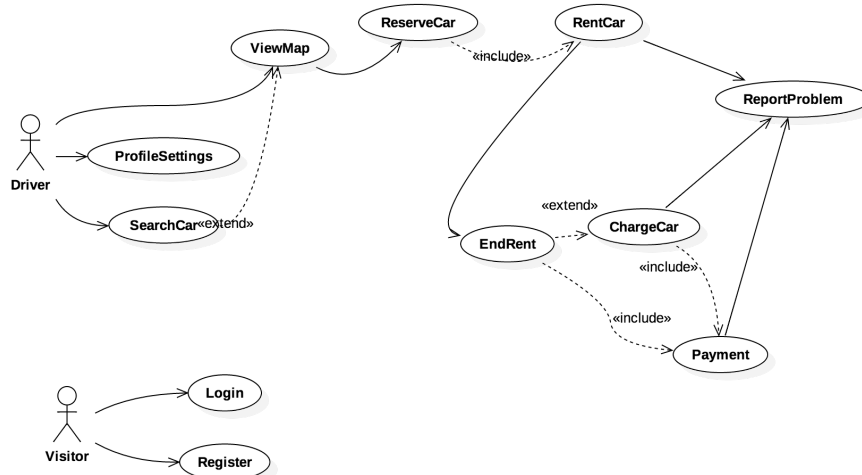 ReserveCar
RentCar
ViewMap
«include»
ReportProblem
ProfileSettings
Driver
«extend»
SearchCar
«extend»
ChargeCar
EndRent
«include»
«include»
Payment
Login
Visitor
Register